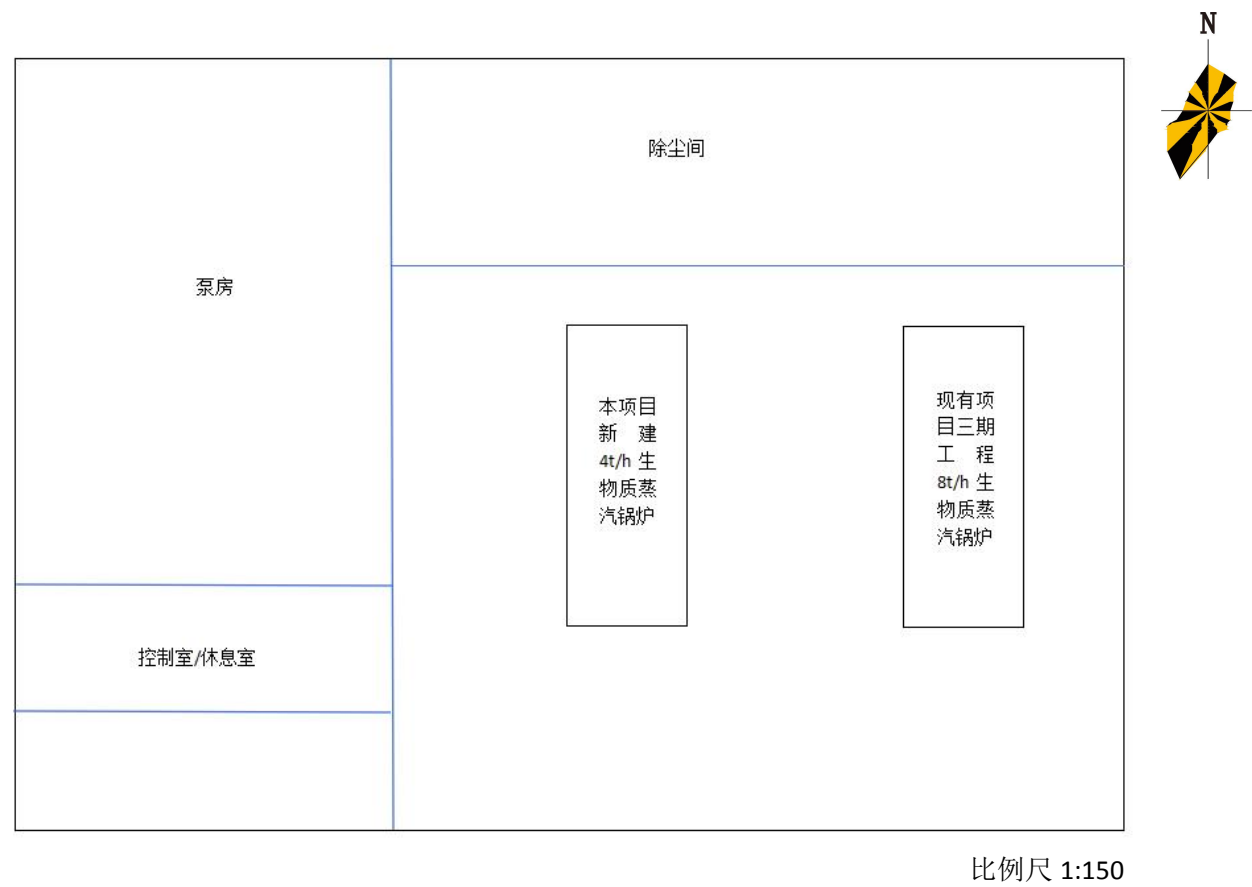 N
除尘间
泵房
本项目
新 建
4t/h 生
物质蒸
汽锅炉
现有项
目三期
工 程
8t/h 生
物质蒸
汽锅炉
控制室/休息室
比例尺 1:150